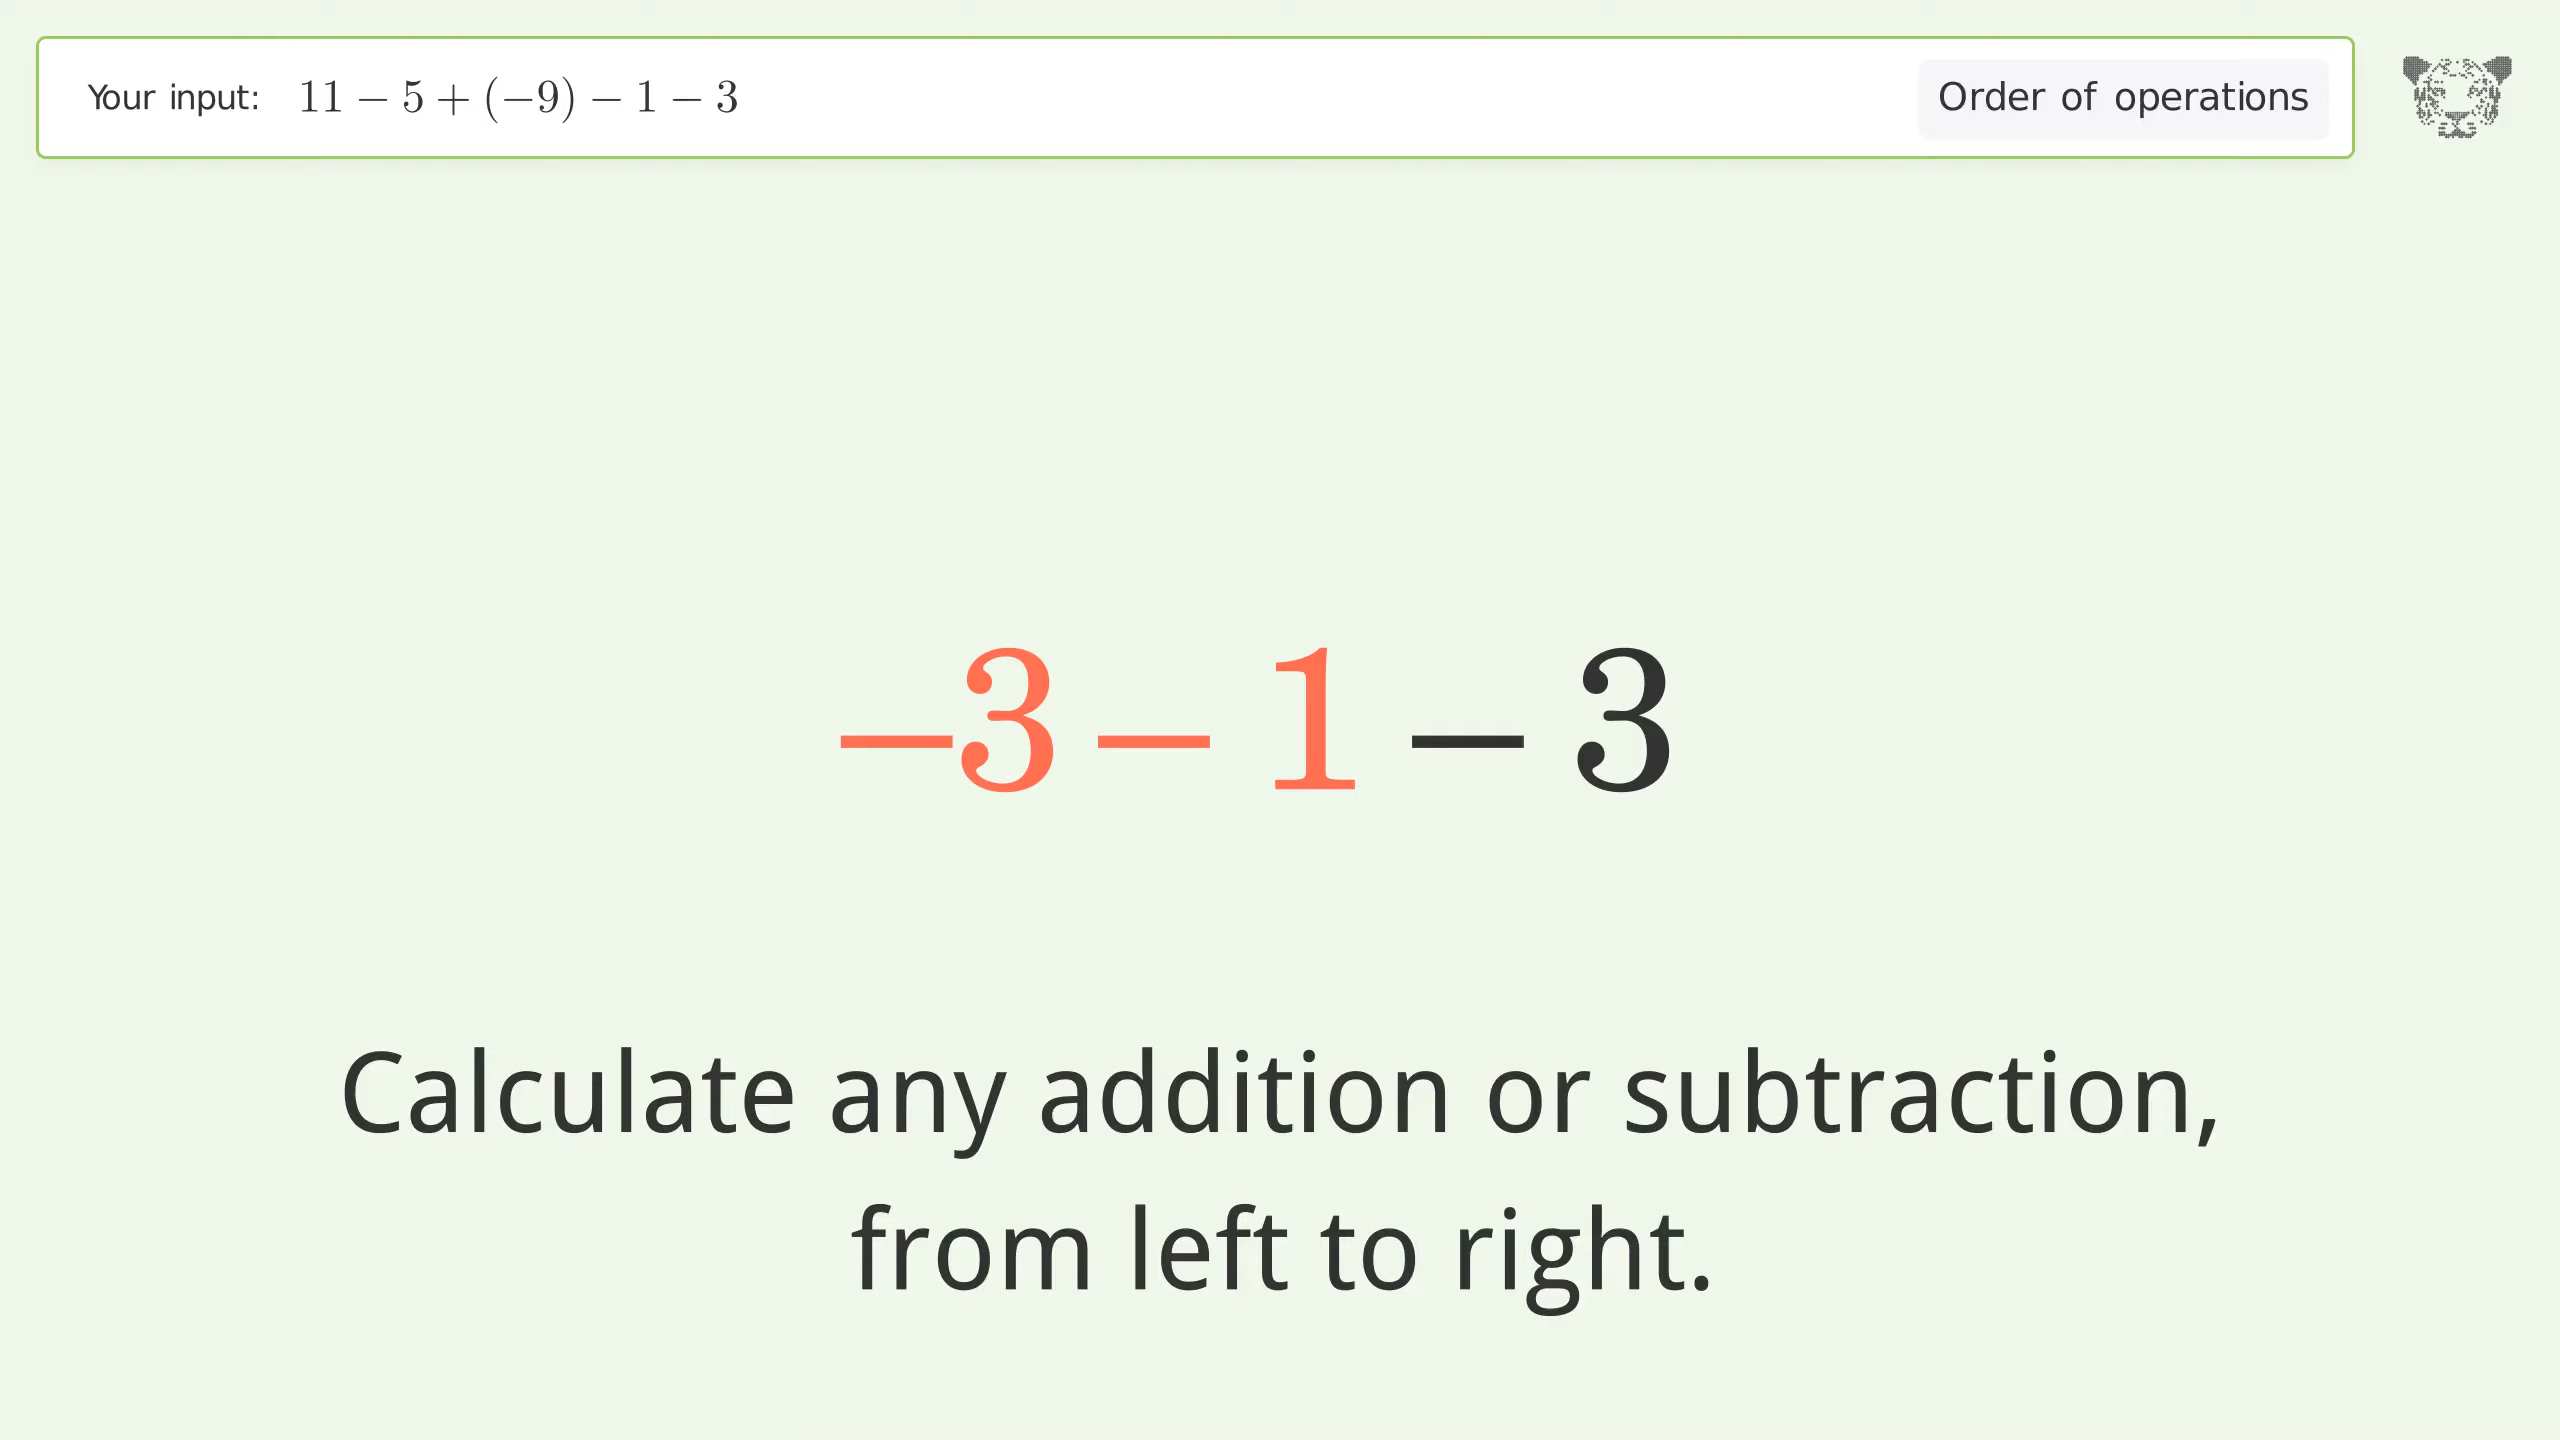 Your input: 11 − 5 + (−9) − 1 − 3
Order of operations
−3 − 1 − 3
Calculate any addition or subtraction,
from left to right.